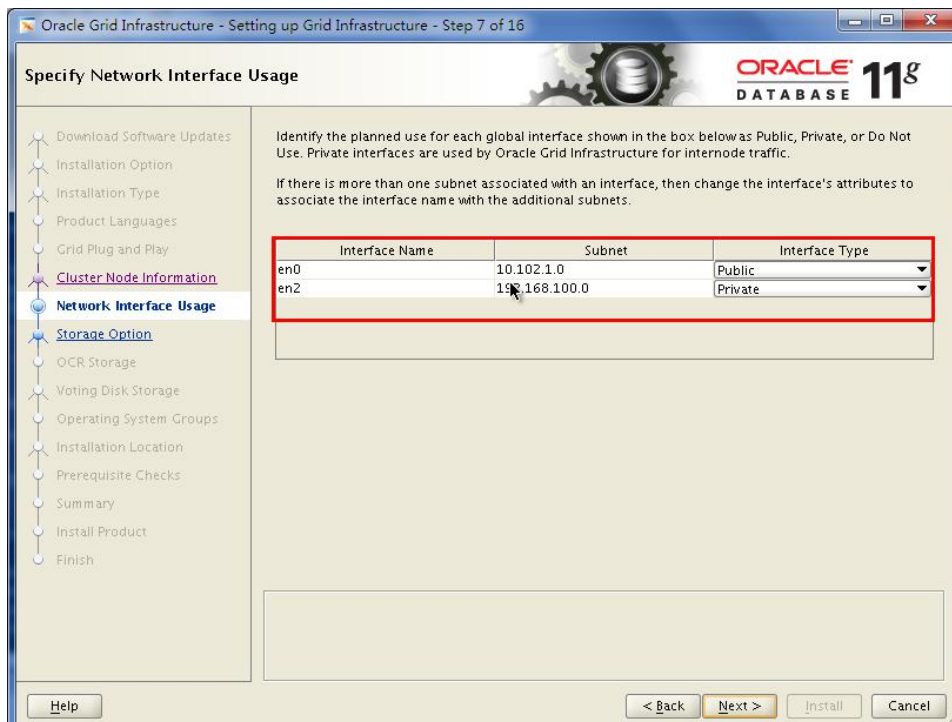 Oracle Grid Infrastructure - Setting up Grid Infrastructure - Step 7 of 16
Specify Network Interface Usage
ORACLE
DATABASE
11g
Download Software Updates
Installation Option
Installation Type
Product Languages
Grid Plug and Play
Cluster Node Information
Network Interface Usage
Storage Option
OCR Storage
Voting Disk Storage
Operating System Groups
Installation Location
Prerequisite Checks
Summary
Install Product
Finish
Identify the planned use for each global interface shown in the box below as Public, Private, or Do Not
Use. Private interfaces are used by Oracle Grid Infrastructure for internode traffic.
If there is more than one subnet associated with an interface, then change the interface's attributes to
associate the interface name with the additional subnets.
Interface Name Subnet Interface Type
en0 10.102.1.0 Public
en2 192.168.100.0 Private
Help < Back Next > Install Cancel